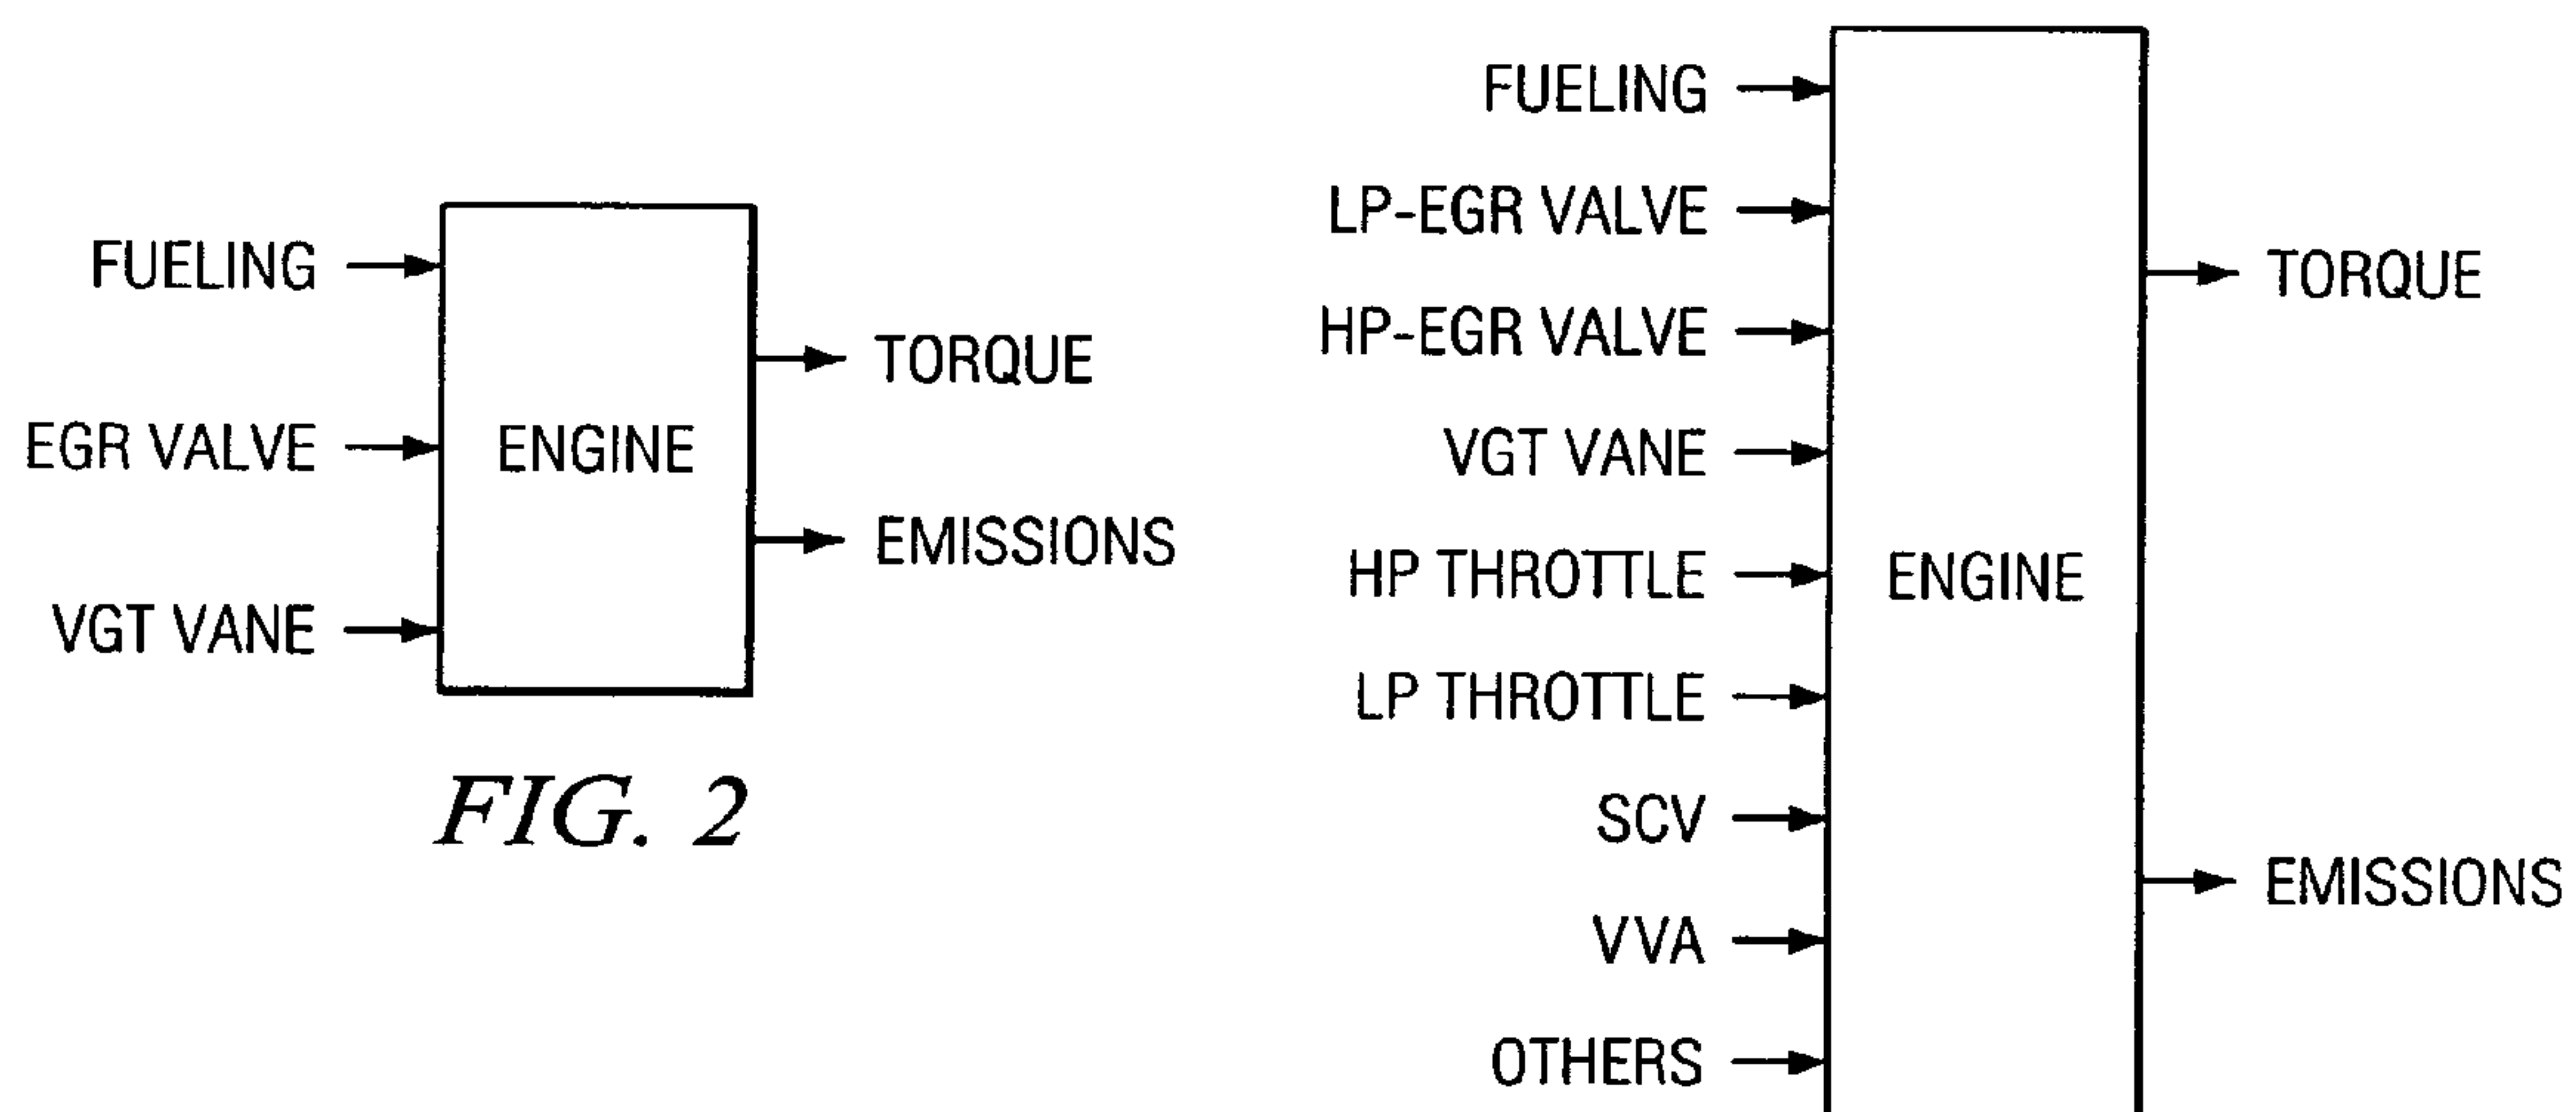 FUELING
EGR VALVE
VGT VANE
ENGINE
TORQUE
EMISSIONS
FIG. 2
FUELING
LP-EGR VALVE
HP-EGR VALVE
VGT VANE
HP THROTTLE
LP THROTTLE
SCV
VVA
OTHERS
ENGINE
TORQUE
EMISSIONS